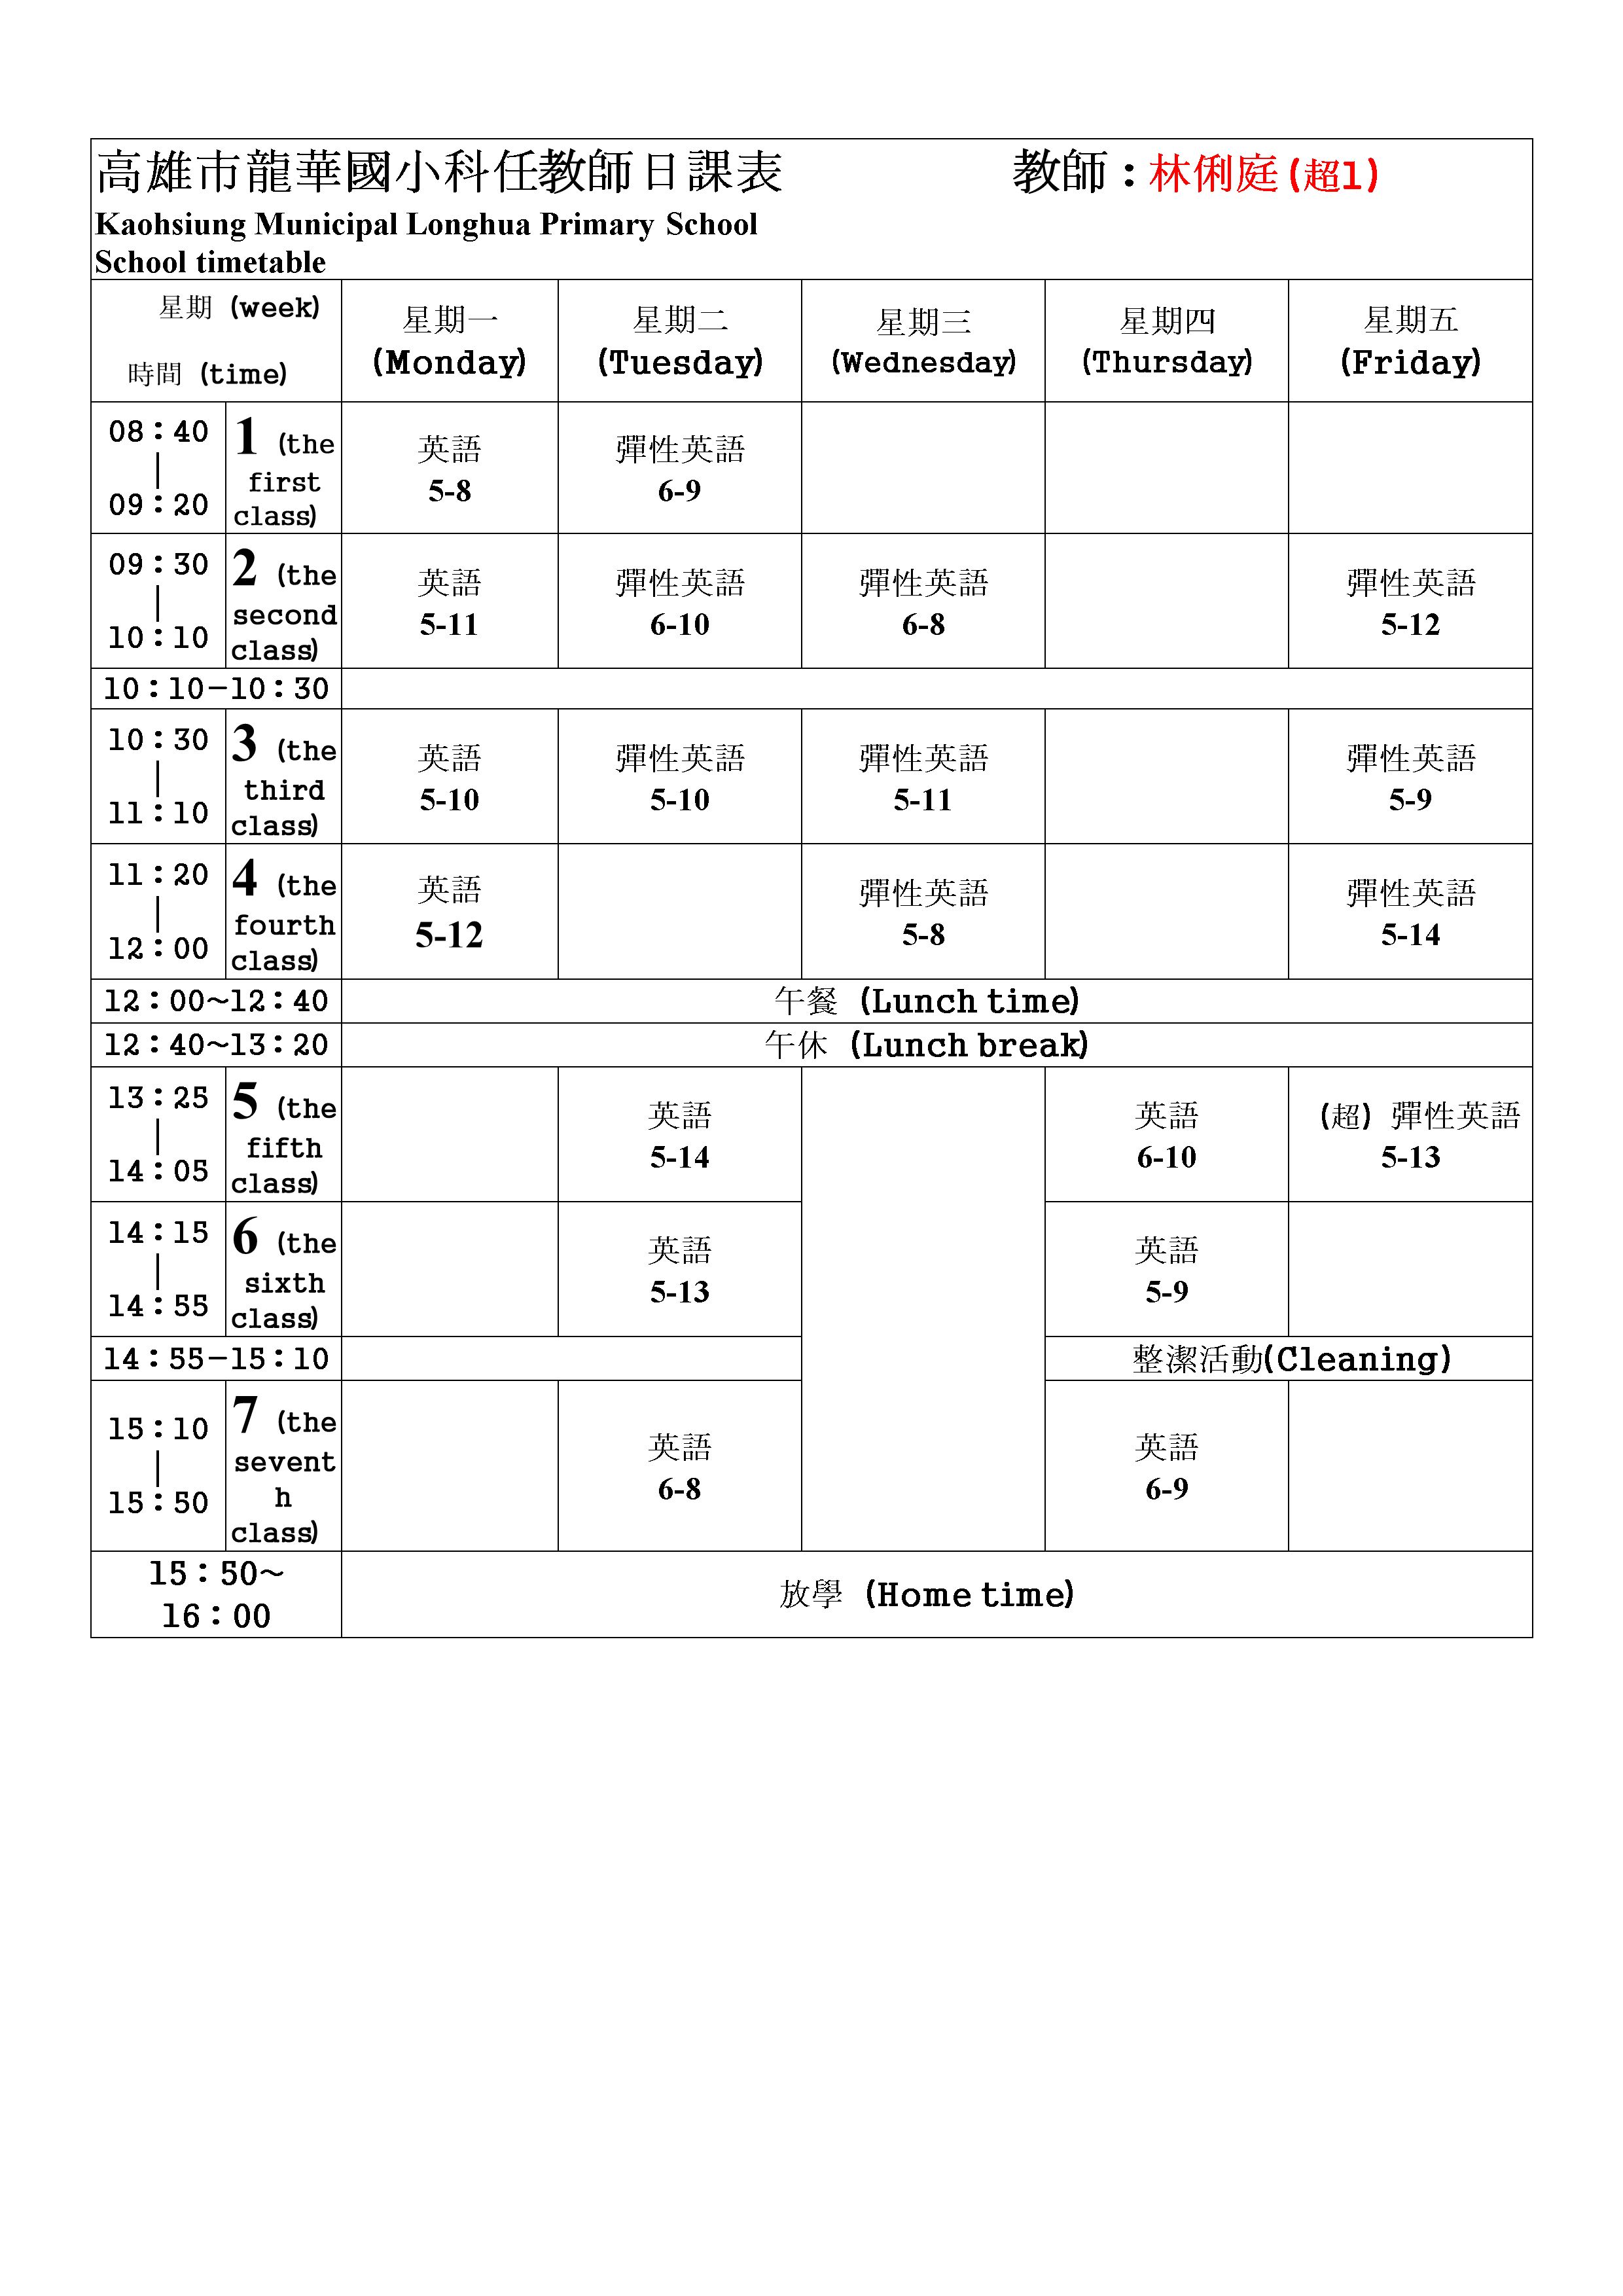 高雄市龍華國小科任教師日課表 教師：林俐庭(超1)
Kaohsiung Municipal Longhua Primary School
School timetable
星期 (week)
時間 (time)
星期一
(Monday)
星期二
(Tuesday)
星期三
(Wednesday)
星期四
(Thursday)
星期五
(Friday)
08：40
｜
09：20
1 (the
first
class)
英語
5-8
彈性英語
6-9
09：30
｜
10：10
2 (the
second
class)
英語
5-11
彈性英語
6-10
彈性英語
6-8
彈性英語
5-12
10：10－10：30
10：30
｜
11：10
3 (the
third
class)
英語
5-10
彈性英語
5-10
彈性英語
5-11
彈性英語
5-9
11：20
｜
12：00
4 (the
fourth
class)
英語
5-12
彈性英語
5-8
彈性英語
5-14
12：00~12：40
午餐 (Lunch time)
12：40~13：20
午休 (Lunch break)
13：25
｜
14：05
5 (the
fifth
class)
英語
5-14
英語
6-10
(超) 彈性英語
5-13
14：15
｜
14：55
6 (the
sixth
class)
英語
5-13
英語
5-9
14：55－15：10
整潔活動(Cleaning)
15：10
｜
15：50
7 (the
sevent
h
class)
英語
6-8
英語
6-9
15：50~
16：00
放學 (Home time)